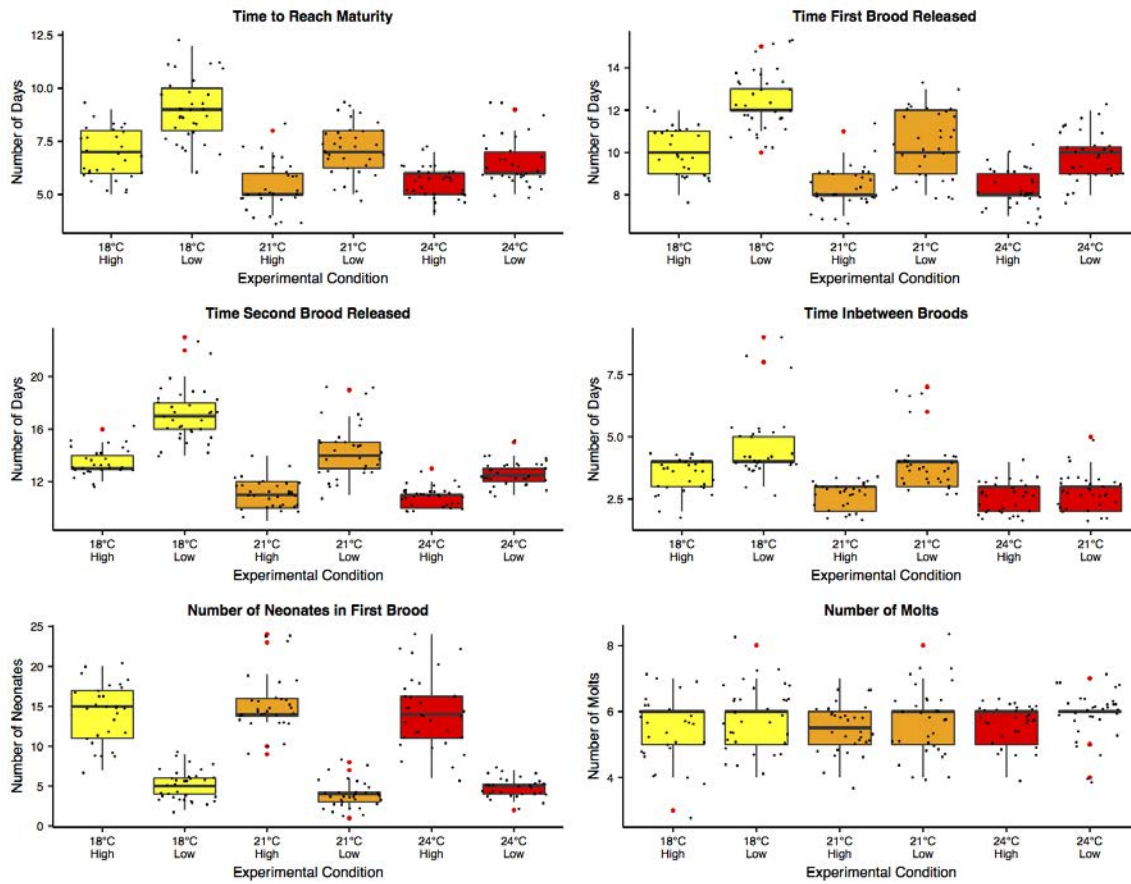 Time to Reach Maturity
Number of Days
12.5
10.0
7.5
5.0
18°C High
18°C Low
21°C High
21°C Low
24°C High
24°C Low
Experimental Condition
Time First Brood Released
Number of Days
14
12
10
8
18°C High
18°C Low
21°C High
21°C Low
24°C High
24°C Low
Experimental Condition
Time Second Brood Released
Number of Days
20
16
12
18°C High
18°C Low
21°C High
21°C Low
24°C High
24°C Low
Experimental Condition
Time Inbetween Broods
Number of Days
7.5
5.0
2.5
18°C High
18°C Low
21°C High
21°C Low
24°C High
21°C Low
Experimental Condition
Number of Neonates in First Brood
Number of Neonates
25
20
15
10
5
0
18°C High
18°C Low
21°C High
21°C Low
24°C High
24°C Low
Experimental Condition
Number of Molts
Number of Molts
8
6
4
18°C High
18°C Low
21°C High
21°C Low
24°C High
24°C Low
Experimental Condition